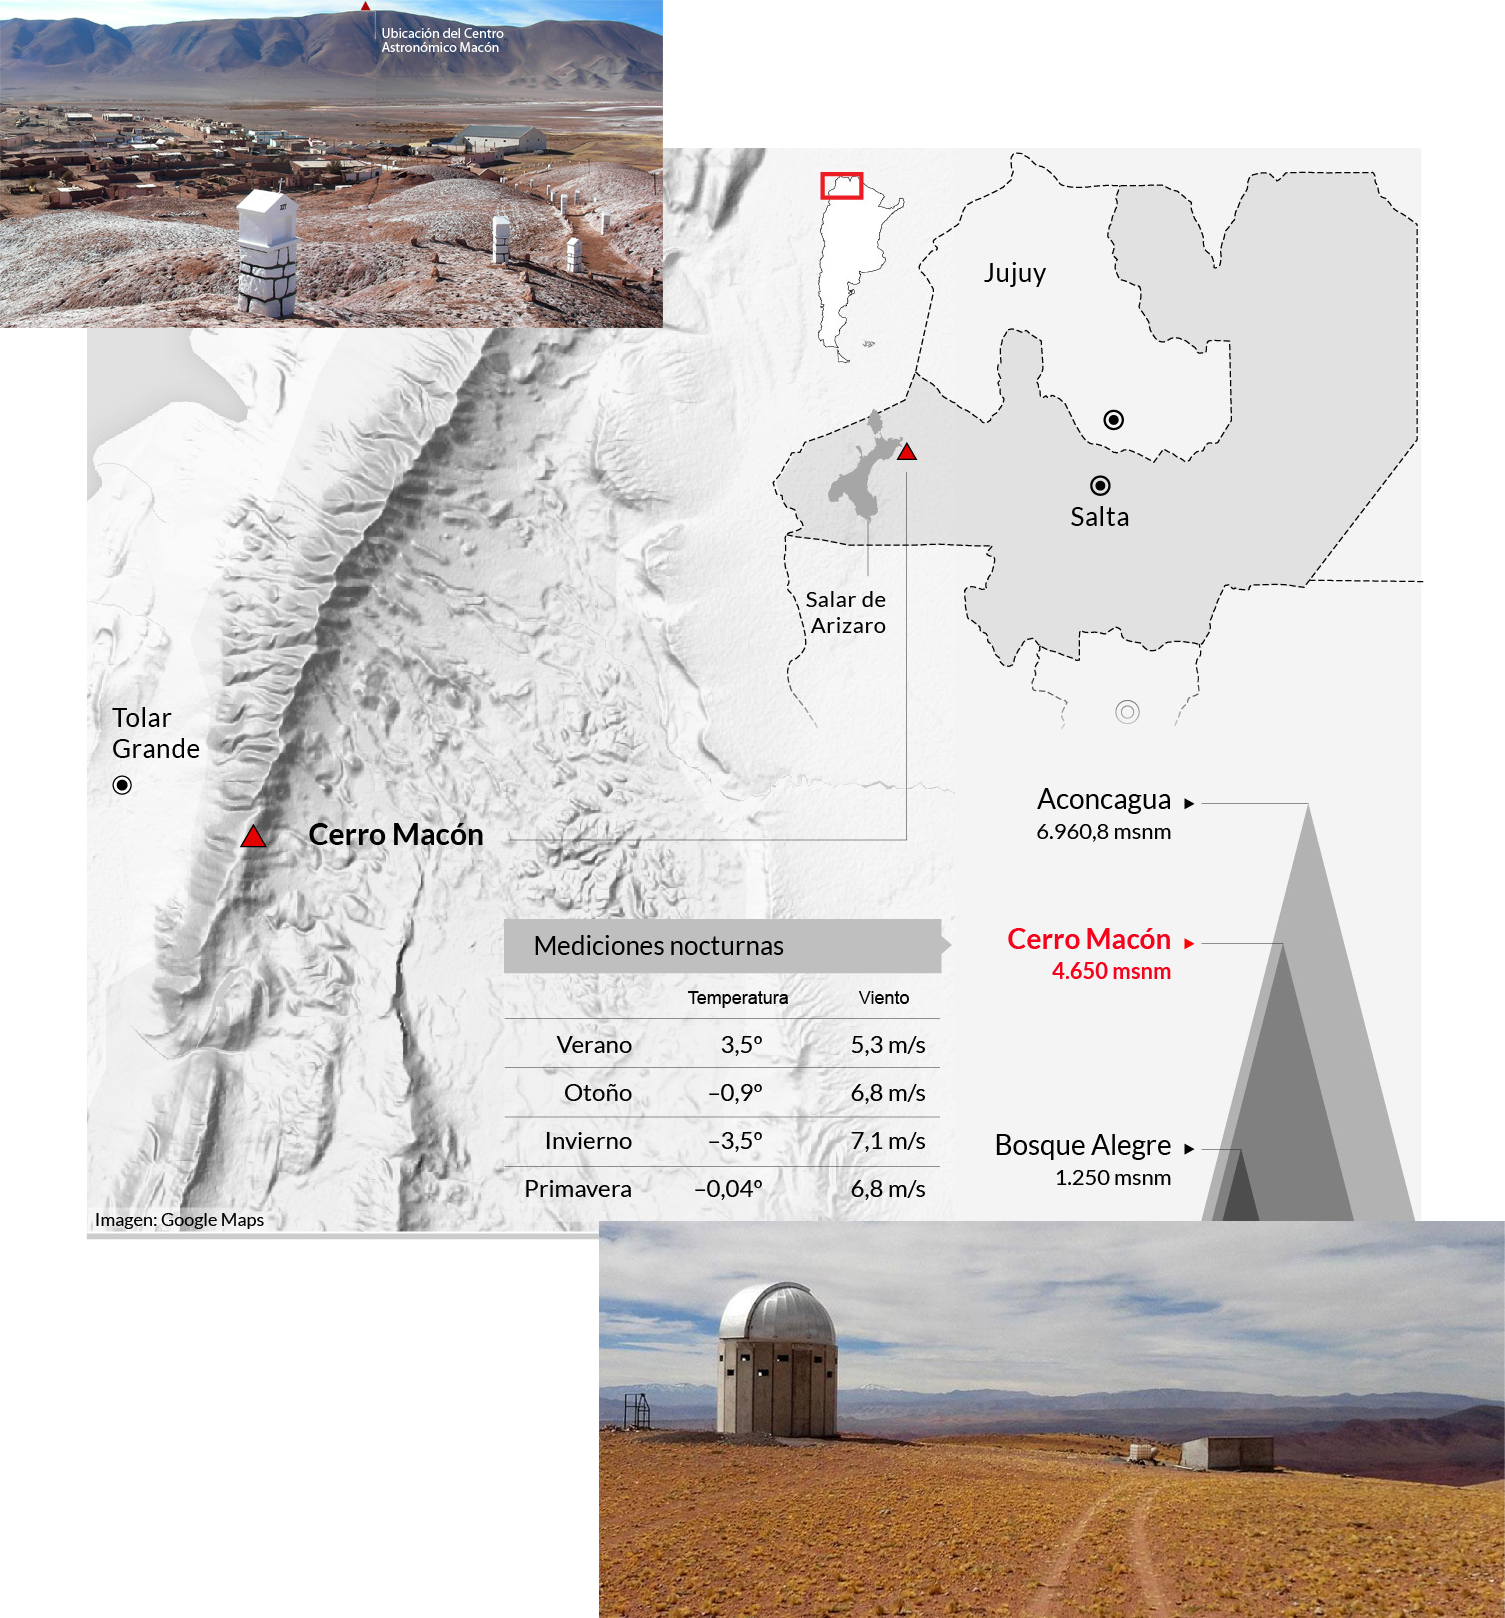 Ubicación del Centro
Astronómico Macón
Jujuy
Salta
Salar de
Arizaro
Tolar
Grande
Cerro Macón
Aconcagua
6.960,8 msnm
Cerro Macón
4.650 msnm
Bosque Alegre
1.250 msnm
Mediciones nocturnas
Temperatura Viento
Verano 3,5º 5,3 m/s
Otoño –0,9º 6,8 m/s
Invierno –3,5º 7,1 m/s
Primavera –0,04º 6,8 m/s
Imagen: Google Maps